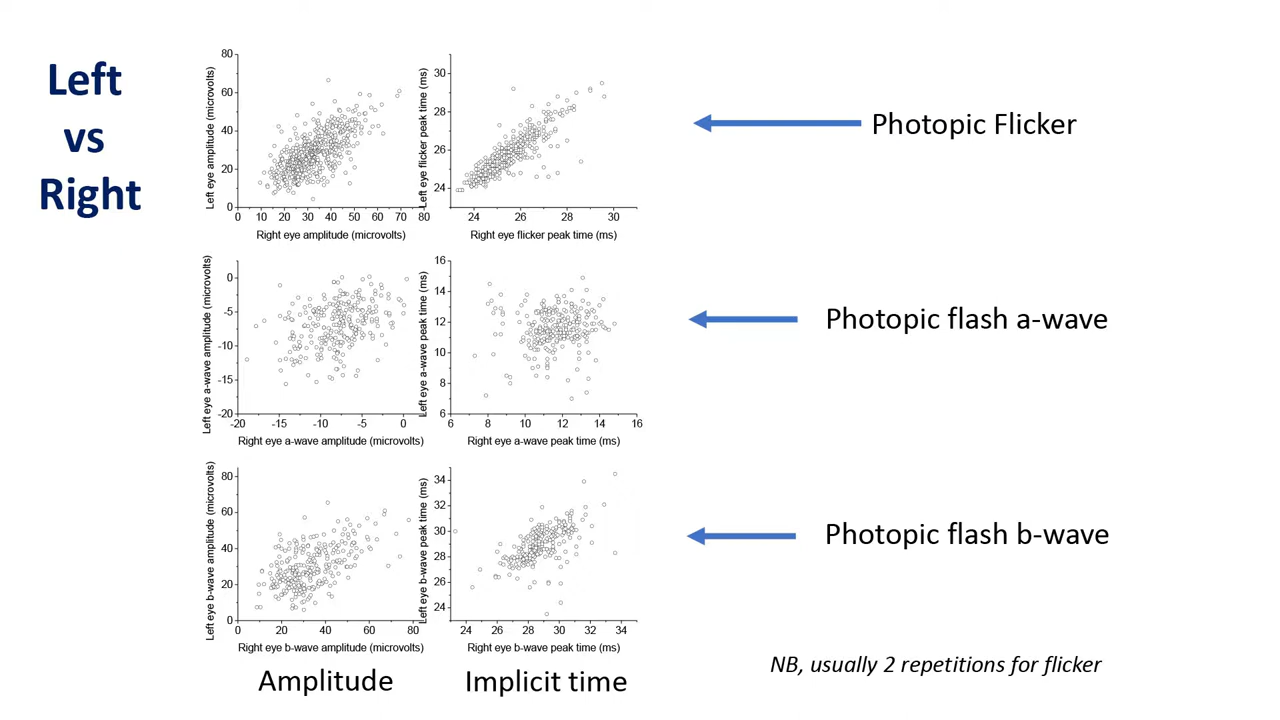 Left
vs
Right
Left eye amplitude (microvolts)
80
60
40
20
0
0 10 20 30 40 50 60 70 80
Right eye amplitude (microvolts)
Left eye flicker peak time (ms)
30
28
26
24
24 26 28 30
Right eye flicker peak time (ms)
Photopic Flicker
Left eye a-wave amplitude (microvolts)
0
-5
-10
-15
-20
-20 -15 -10 -5 0
Right eye a-wave amplitude (microvolts)
Left eye a-wave peak time (ms)
16
14
12
10
8
6
6 8 10 12 14 16
Right eye a-wave peak time (ms)
Photopic flash a-wave
Left eye b-wave amplitude (microvolts)
80
60
40
20
0
0 20 40 60 80
Right eye b-wave amplitude (microvolts)
Left eye b-wave peak time (ms)
34
32
30
28
26
24
24 26 28 30 32 34
Right eye b-wave peak time (ms)
Photopic flash b-wave
Amplitude
Implicit time
NB, usually 2 repetitions for flicker